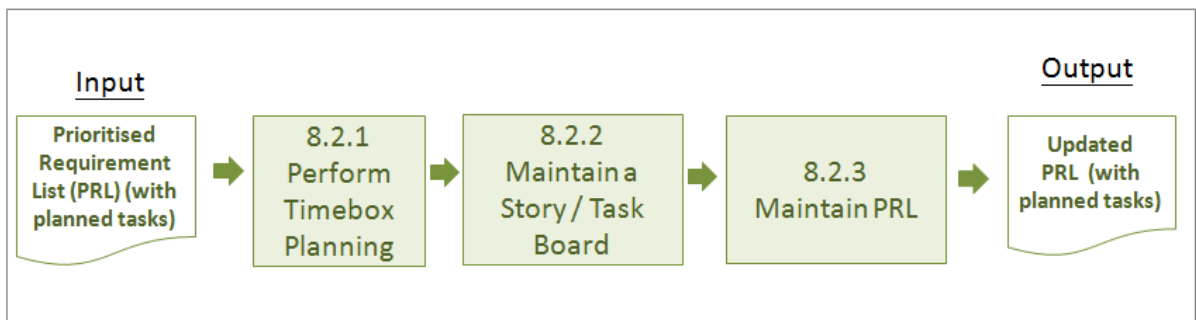 Input
Prioritised
Requirement
List (PRL) (with
planned tasks)
8.2.1
Perform
Timebox
Planning
8.2.2
Maintain a
Story / Task
Board
8.2.3
Maintain PRL
Output
Updated
PRL (with
planned tasks)